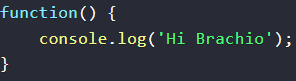 function() {
    console.log('Hi Brachio');
}